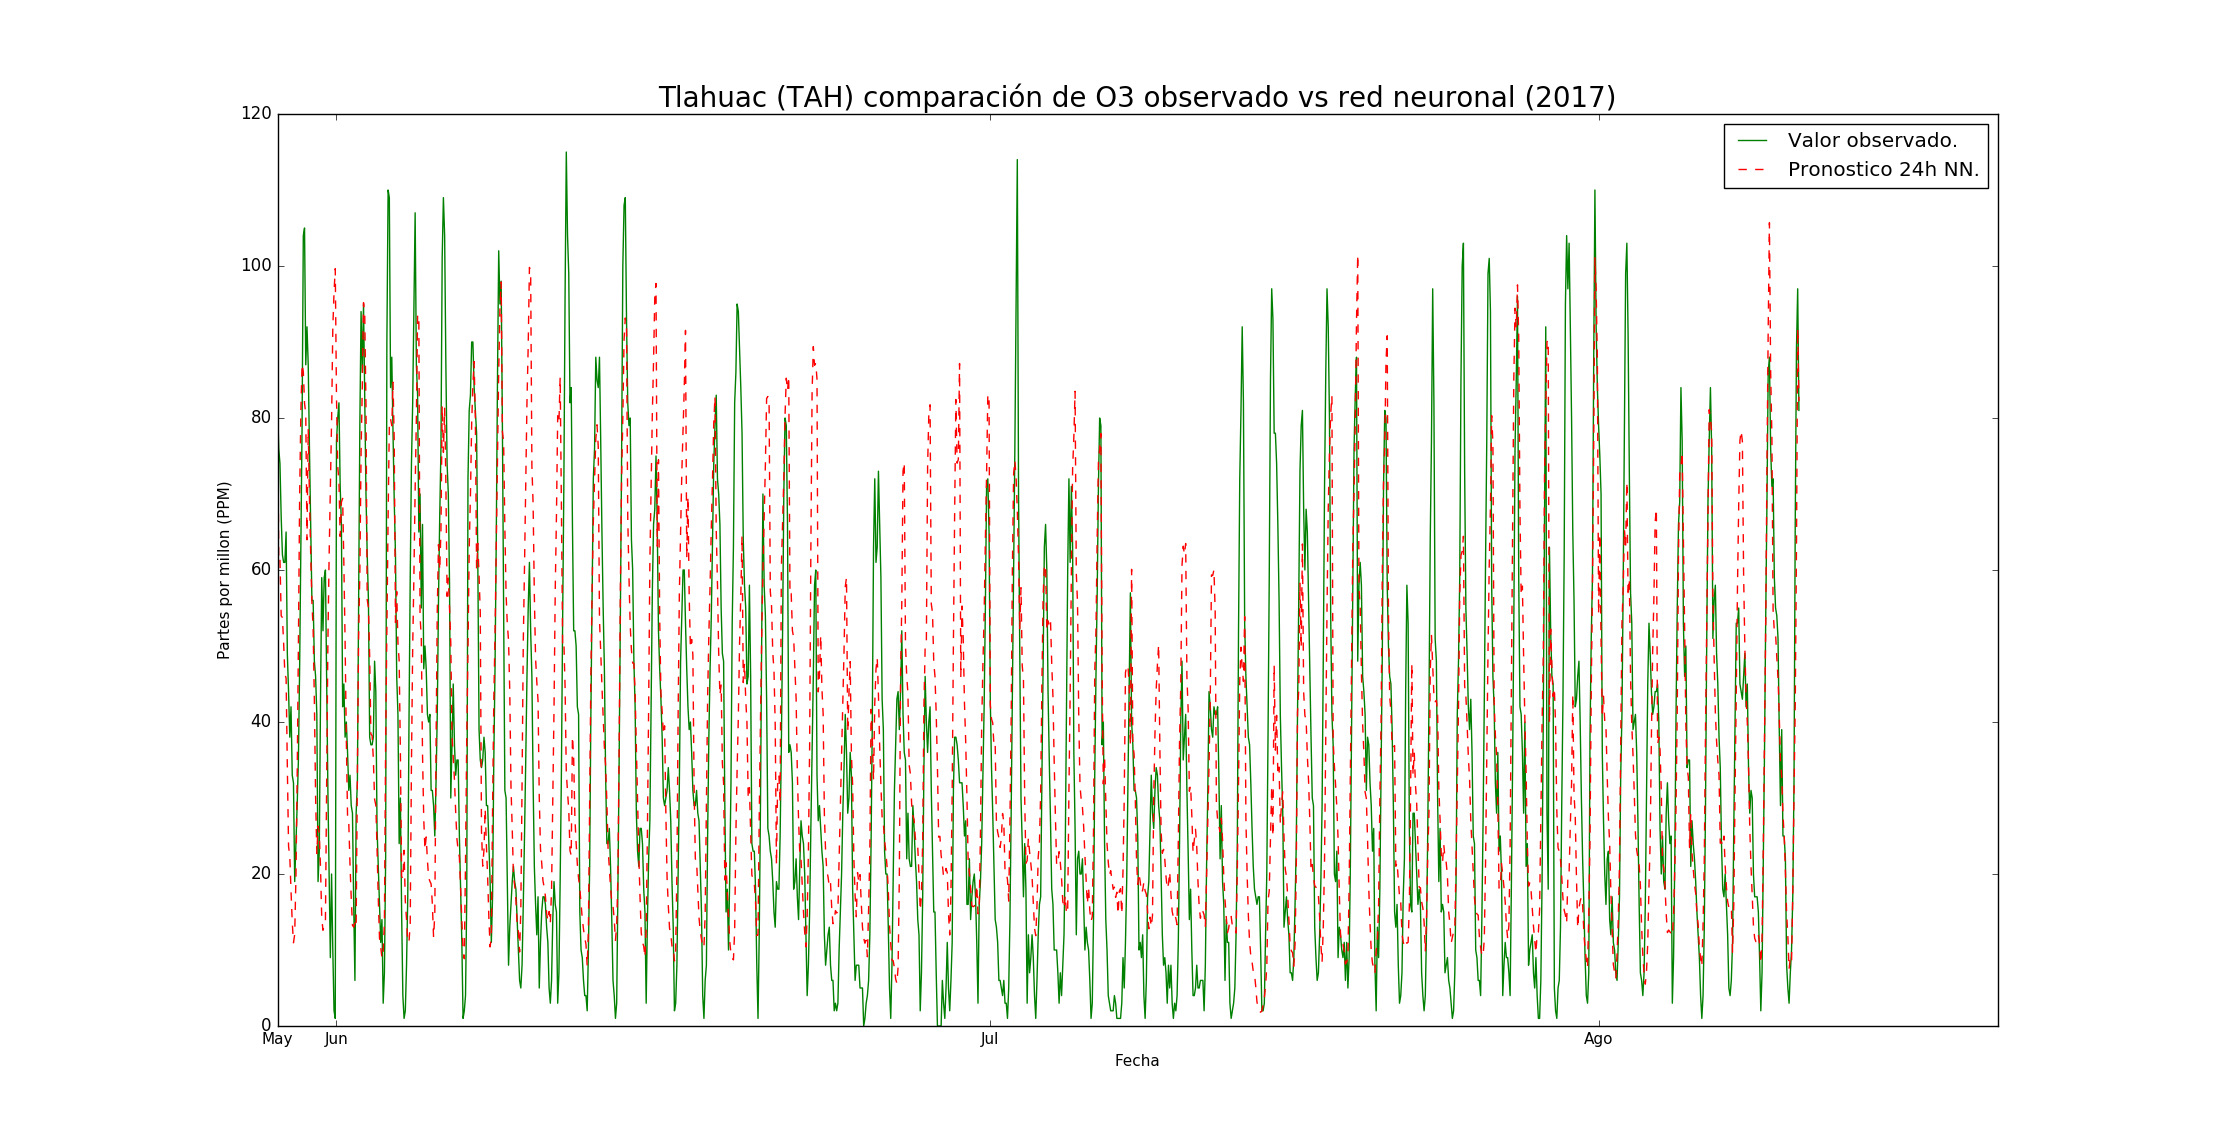 Tlahuac (TAH) comparación de O3 observado vs red neuronal (2017)
120
100
80
60
40
20
0
Partes por millon (PPM)
Valor observado.
Pronostico 24h NN.
May Jun Jul Ago
Fecha